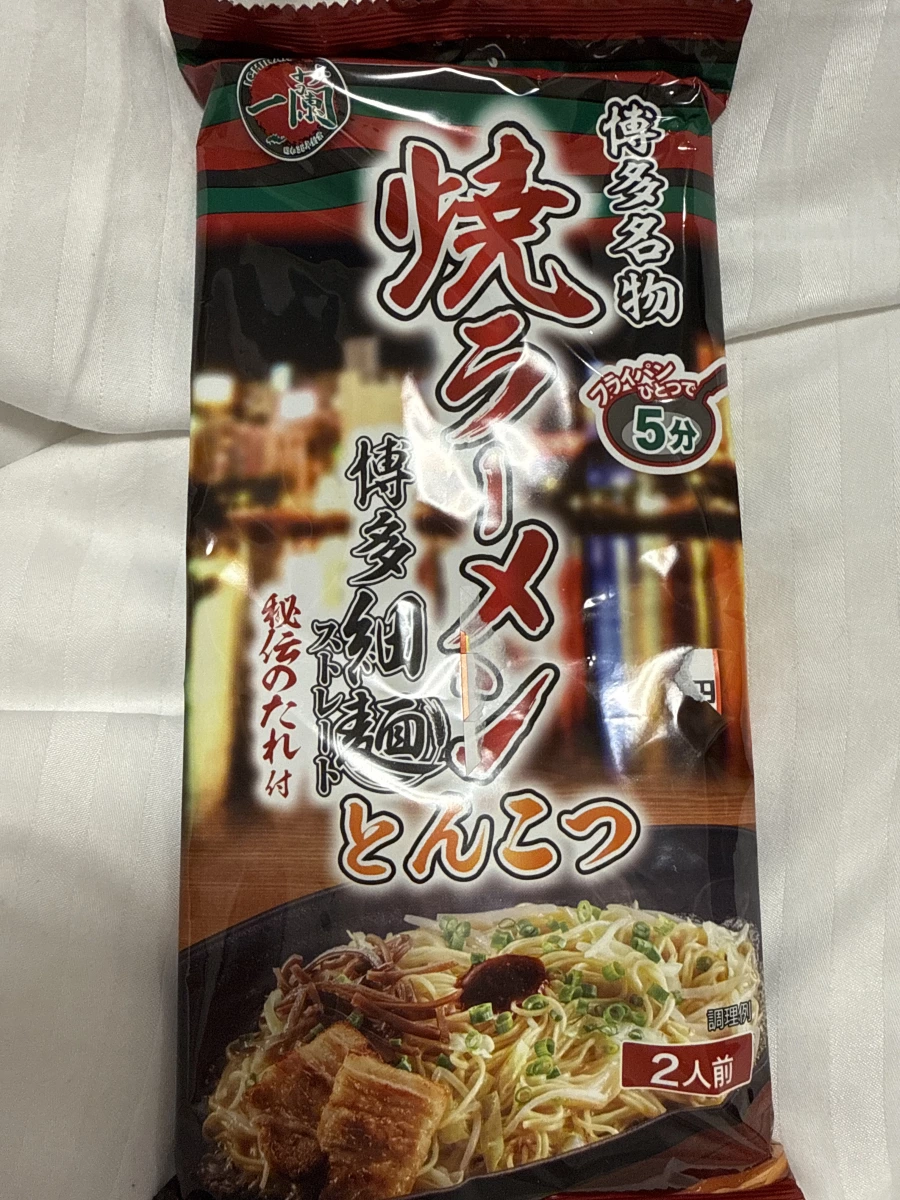 ICHIRAN
一蘭
博多名物
焼ラーメン
フライパン
ひとつで
5分
博多細麺
ストレート
秘伝のたれ付
とんこつ
調理例
2人前
円